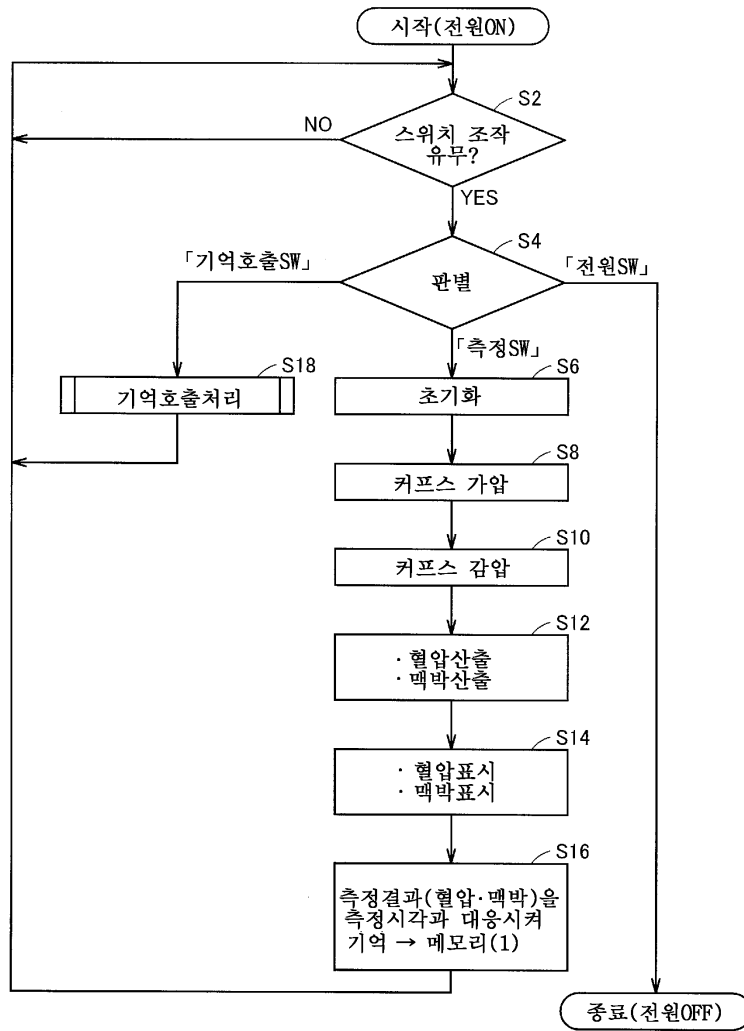 시작(전원ON)
S2
NO
스위치 조작
유무?
YES
S4
「기억호출SW」
「전원SW」
판별
「측정SW」
S18
S6
기억호출처리
초기화
S8
커프스 가압
S10
커프스 감압
S12
·혈압산출
·맥박산출
S14
·혈압표시
·맥박표시
S16
측정결과(혈압·맥박)을
측정시각과 대응시켜
기억 → 메모리(1)
종료(전원OFF)